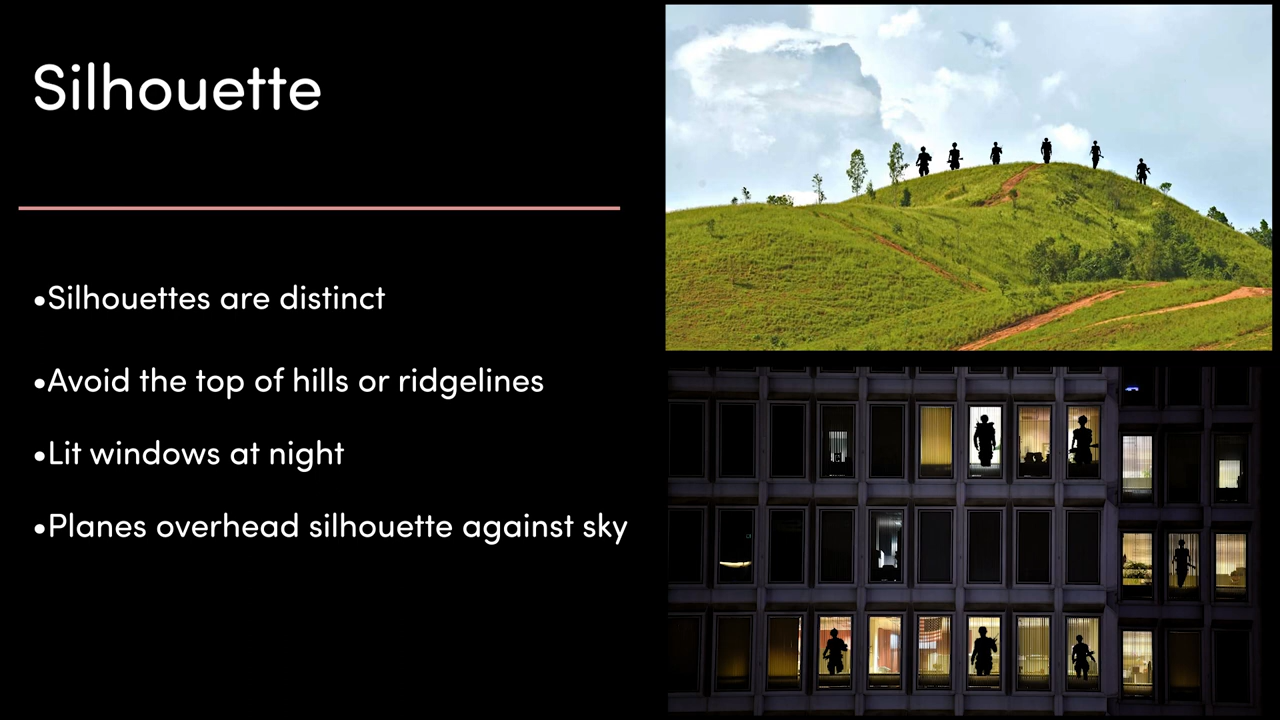 Silhouette
•Silhouettes are distinct
•Avoid the top of hills or ridgelines
•Lit windows at night
•Planes overhead silhouette against sky